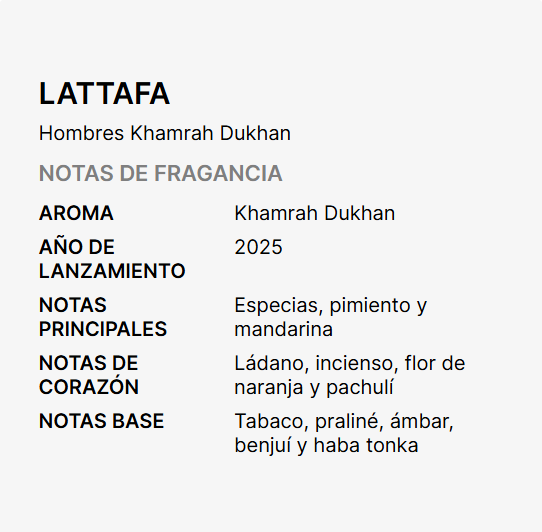 LATTAFA
Hombres Khamrah Dukhan
NOTAS DE FRAGANCIA
AROMA Khamrah Dukhan
AÑO DE LANZAMIENTO 2025
NOTAS PRINCIPALES Especias, pimiento y mandarina
NOTAS DE CORAZÓN Ládano, incienso, flor de naranja y pachulí
NOTAS BASE Tabaco, praliné, ámbar, benjuí y haba tonka